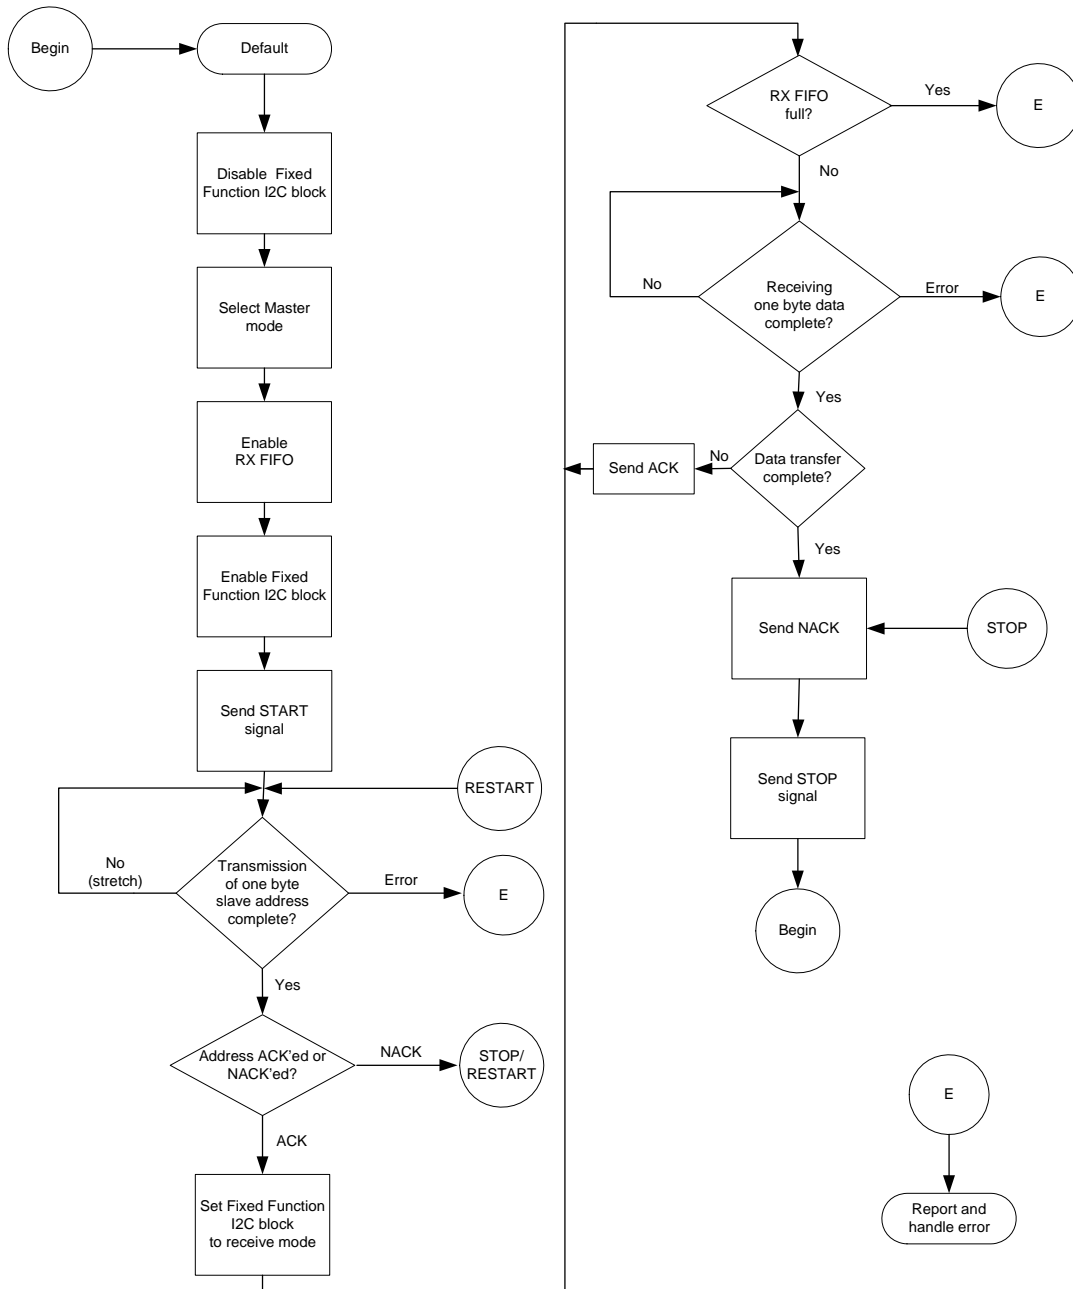 Begin
Default
Disable Fixed
Function I2C block
Select Master
mode
Enable
RX FIFO
Enable Fixed
Function I2C block
Send START
signal
RESTART
No
(stretch)
Transmission
of one byte
slave address
complete?
Error
E
Yes
Address ACK'ed or
NACK'ed?
NACK
STOP/
RESTART
ACK
Set Fixed Function
I2C block
to receive mode
RX FIFO
full?
Yes
E
No
No
Receiving
one byte data
complete?
Error
E
Yes
Send ACK
No
Data transfer
complete?
Yes
Send NACK
STOP
Send STOP
signal
Begin
E
Report and
handle error